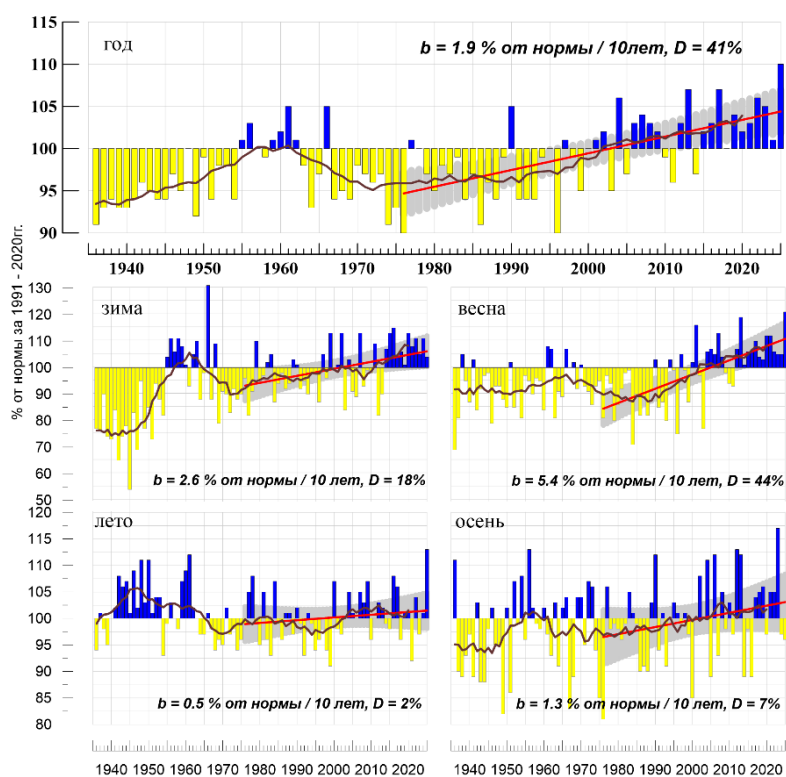 115
110
105
100
95
90
год
b = 1.9 % от нормы / 10лет, D = 41%
1940 1950 1960 1970 1980 1990 2000 2010 2020
% от нормы за 1991 - 2020гг.
130
120
110
100
90
80
70
60
50
зима
b = 2.6 % от нормы / 10 лет, D = 18%
весна
b = 5.4 % от нормы / 10 лет, D = 44%
120
115
110
105
100
95
90
85
80
лето
b = 0.5 % от нормы / 10 лет, D = 2%
осень
b = 1.3 % от нормы / 10 лет, D = 7%
1940 1950 1960 1970 1980 1990 2000 2010 2020
1940 1950 1960 1970 1980 1990 2000 2010 2020